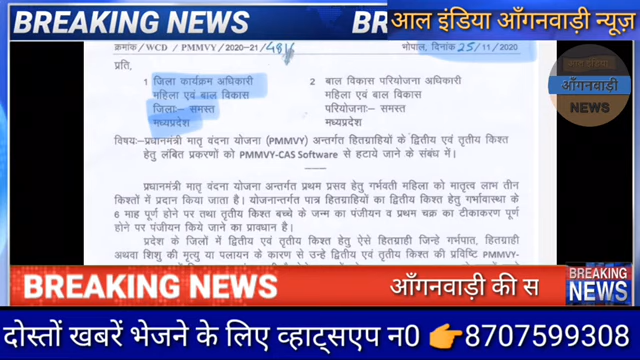 BREAKING NEWS
BREA
आल इंडिया आँगनवाड़ी न्यूज़
क्रमांक/WCD / PMMVY/2020-21/4816
भोपाल, दिनांक 25/11/2020
प्रति,
1 जिला कार्यक्रम अधिकारी
महिला एवं बाल विकास
जिला:- समस्त
मध्यप्रदेश
2 बाल विकास परियोजना अधिकारी
महिला एवं बाल विकास
परियोजना:- समस्त
मध्यप्रदेश
आँगनवाड़ी
NEWS
विषय:-प्रधानमंत्री मातृ वंदना योजना (PMMVY) अन्तर्गत हितग्राहियों के द्वितीय एवं तृतीय किश्त
हेतु लंबित प्रकरणों को PMMVY-CAS Software से हटाये जाने के संबंध में।
प्रधानमंत्री मातृ वंदना योजना अन्तर्गत प्रथम प्रसव हेतु गर्भवती महिला को मातृत्व लाभ तीन
किश्तों में प्रदान किया जाता है। योजनान्तर्गत पात्र हितग्राहियों का द्वितीय किश्त हेतु गर्भावास्था के
6 माह पूर्ण होने पर तथा तृतीय किश्त बच्चे के जन्म का पंजीयन व प्रथम चक्र का टीकाकरण पूर्ण
होने पर पंजीयन किये जाने का प्रावधान है।
प्रदेश के जिलों में द्वितीय एवं तृतीय किश्त हेतु ऐसे हितग्राही जिन्हे गर्भपात, हितग्राही
अथवा शिशु की मृत्यु या पलायन के कारण से उन्हे द्वितीय एवं तृतीय किश्त की प्रविष्टि PMMVY-
BREAKING NEWS
आँगनवाड़ी की स
BREAKING
NEWS
दोस्तों खबरें भेजने के लिए व्हाट्सएप न0 👉8707599308